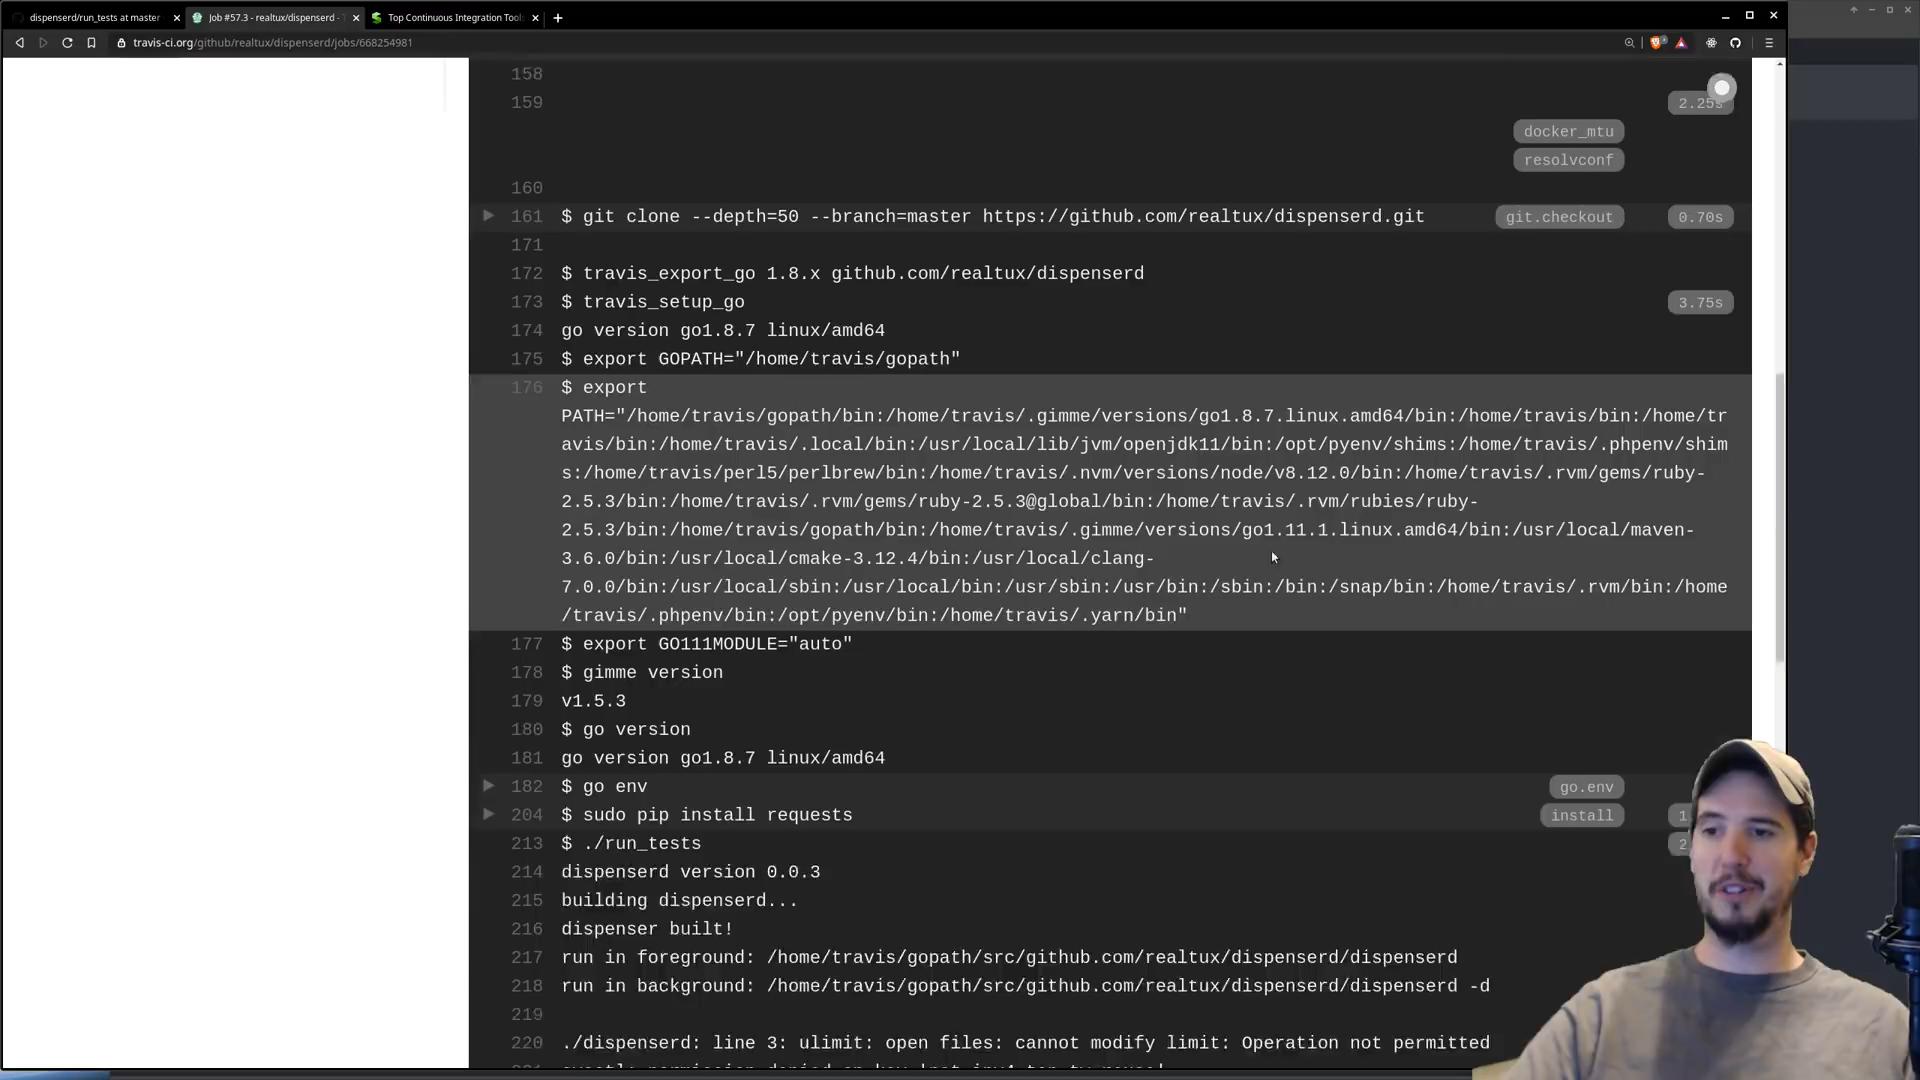 dispenserd/run_tests at master
Job #57.3 - realtux/dispenserd - T
Top Continuous Integration Tool
travis-ci.org/github/realtux/dispenserd/jobs/668254981
158
159 2.25s
docker_mtu
resolvconf
160
161 $ git clone --depth=50 --branch=master https://github.com/realtux/dispenserd.git git.checkout 0.70s
171
172 $ travis_export_go 1.8.x github.com/realtux/dispenserd
173 $ travis_setup_go 3.75s
174 go version go1.8.7 linux/amd64
175 $ export GOPATH="/home/travis/gopath"
176 $ export
PATH="/home/travis/gopath/bin:/home/travis/.gimme/versions/go1.8.7.linux.amd64/bin:/home/travis/bin:/home/tr
avis/bin:/home/travis/.local/bin:/usr/local/lib/jvm/openjdk11/bin:/opt/pyenv/shims:/home/travis/.phpenv/shim
s:/home/travis/perl5/perlbrew/bin:/home/travis/.nvm/versions/node/v8.12.0/bin:/home/travis/.rvm/gems/ruby-
2.5.3/bin:/home/travis/.rvm/gems/ruby-2.5.3@global/bin:/home/travis/.rvm/rubies/ruby-
2.5.3/bin:/home/travis/gopath/bin:/home/travis/.gimme/versions/go1.11.1.linux.amd64/bin:/usr/local/maven-
3.6.0/bin:/usr/local/cmake-3.12.4/bin:/usr/local/clang-
7.0.0/bin:/usr/local/sbin:/usr/local/bin:/usr/sbin:/usr/bin:/sbin:/bin:/snap/bin:/home/travis/.rvm/bin:/home
/travis/.phpenv/bin:/opt/pyenv/bin:/home/travis/.yarn/bin"
177 $ export GO111MODULE="auto"
178 $ gimme version
179 v1.5.3
180 $ go version
181 go version go1.8.7 linux/amd64
182 $ go env go.env
204 $ sudo pip install requests install 1
213 $ ./run_tests 2
214 dispenserd version 0.0.3
215 building dispenserd...
216 dispenser built!
217 run in foreground: /home/travis/gopath/src/github.com/realtux/dispenserd/dispenserd
218 run in background: /home/travis/gopath/src/github.com/realtux/dispenserd/dispenserd -d
219
220 ./dispenserd: line 3: ulimit: open files: cannot modify limit: Operation not permitted